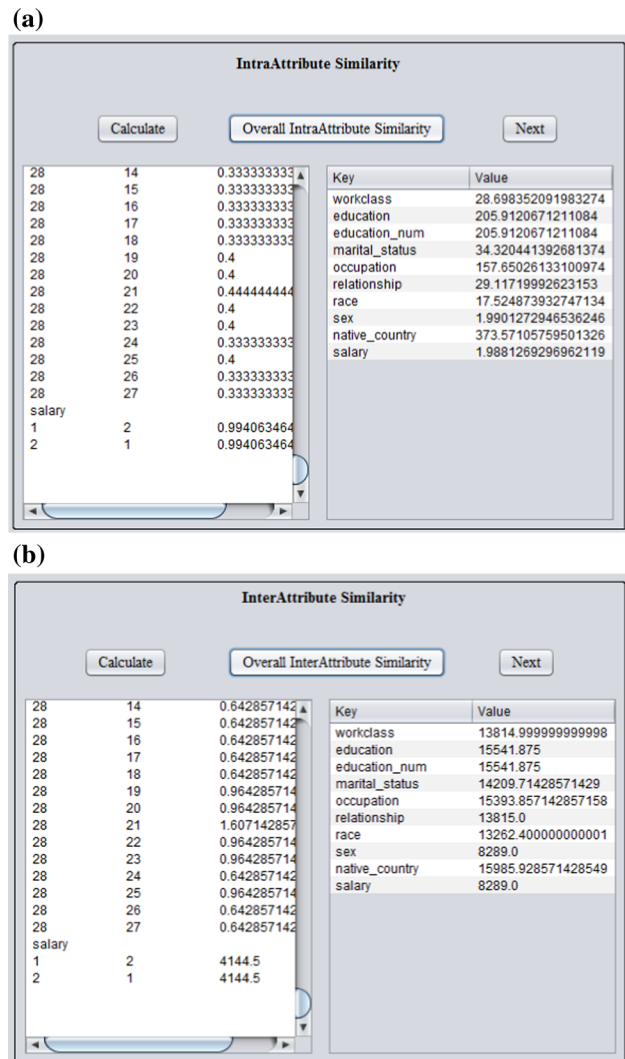 (a)
IntraAttribute Similarity
Calculate Overall IntraAttribute Similarity Next
28 14 0.333333333
28 15 0.333333333
28 16 0.333333333
28 17 0.333333333
28 18 0.333333333
28 19 0.4
28 20 0.4
28 21 0.444444444
28 22 0.4
28 23 0.4
28 24 0.333333333
28 25 0.4
28 26 0.333333333
28 27 0.333333333
salary
1 2 0.994063464
2 1 0.994063464
Key Value
workclass 28.698352091983274
education 205.9120671211084
education_num 205.9120671211084
marital_status 34.320441392681374
occupation 157.65026133100974
relationship 29.11719992623153
race 17.524873932747134
sex 1.9901272946536246
native_country 373.57105759501326
salary 1.9881269296962119
(b)
InterAttribute Similarity
Calculate Overall InterAttribute Similarity Next
28 14 0.642857142
28 15 0.642857142
28 16 0.642857142
28 17 0.642857142
28 18 0.642857142
28 19 0.964285714
28 20 0.964285714
28 21 1.607142857
28 22 0.964285714
28 23 0.964285714
28 24 0.642857142
28 25 0.964285714
28 26 0.642857142
28 27 0.642857142
salary
1 2 4144.5
2 1 4144.5
Key Value
workclass 13814.999999999998
education 15541.875
education_num 15541.875
marital_status 14209.71428571429
occupation 15393.857142857158
relationship 13815.0
race 13262.400000000001
sex 8289.0
native_country 15985.928571428549
salary 8289.0